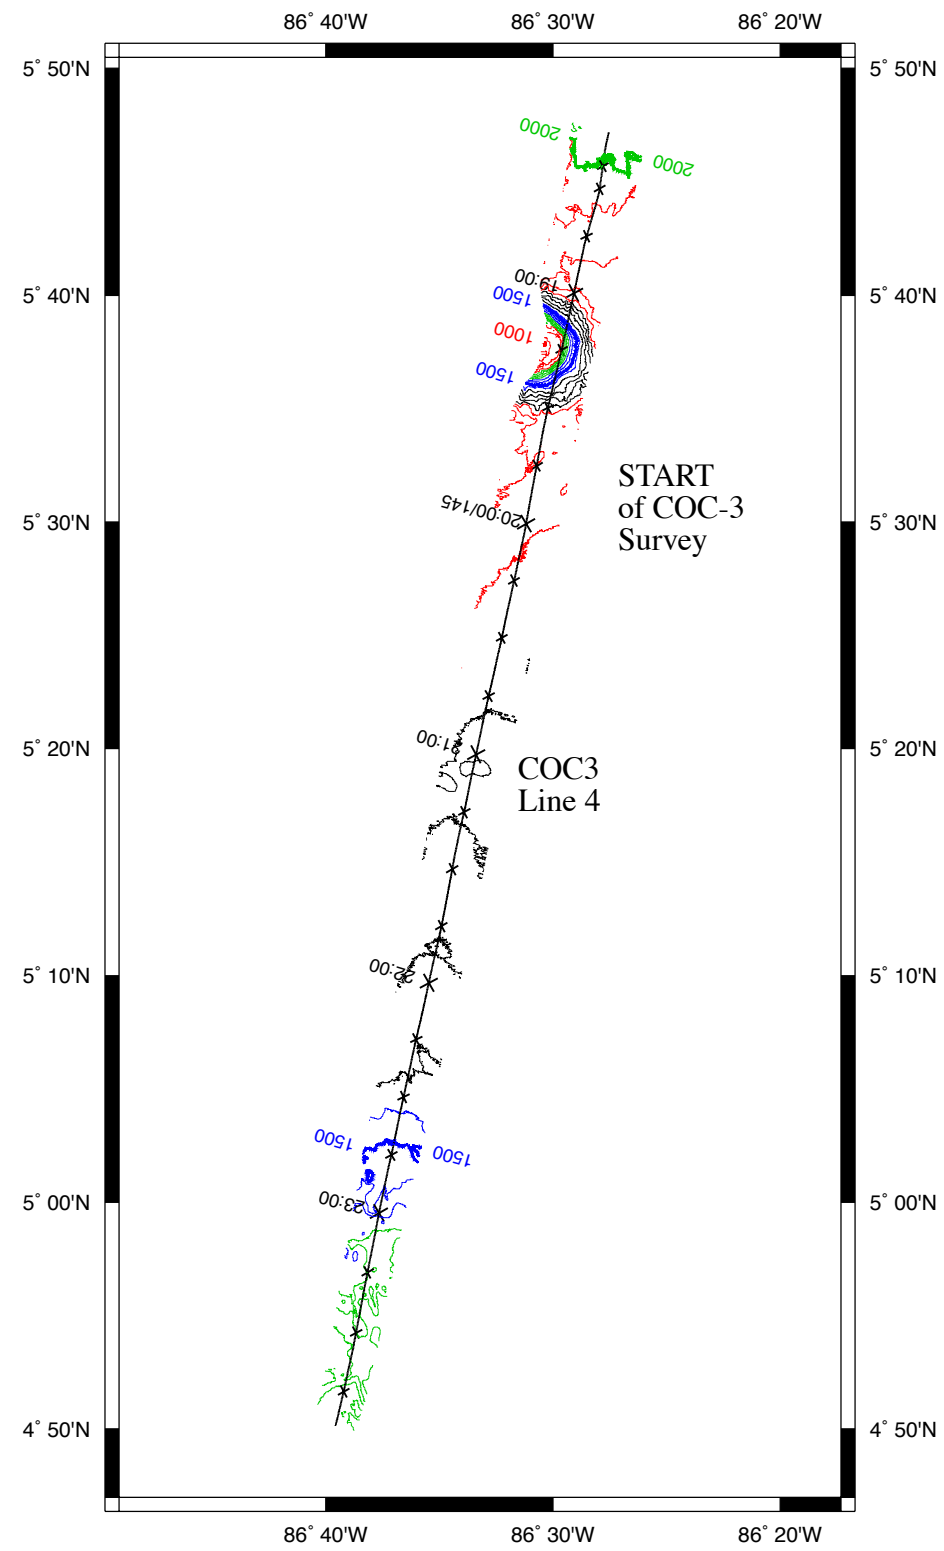 86° 40'W
86° 30'W
86° 20'W
5° 50'N
5° 50'N
2000
2000
19:00
5° 40'N
1500
5° 40'N
1000
1500
START
of COC-3
Survey
20:00/145
5° 30'N
5° 30'N
21:00
5° 20'N
5° 20'N
COC3
Line 4
22:00
5° 10'N
5° 10'N
1500
1500
23:00
5° 00'N
5° 00'N
4° 50'N
4° 50'N
86° 40'W
86° 30'W
86° 20'W